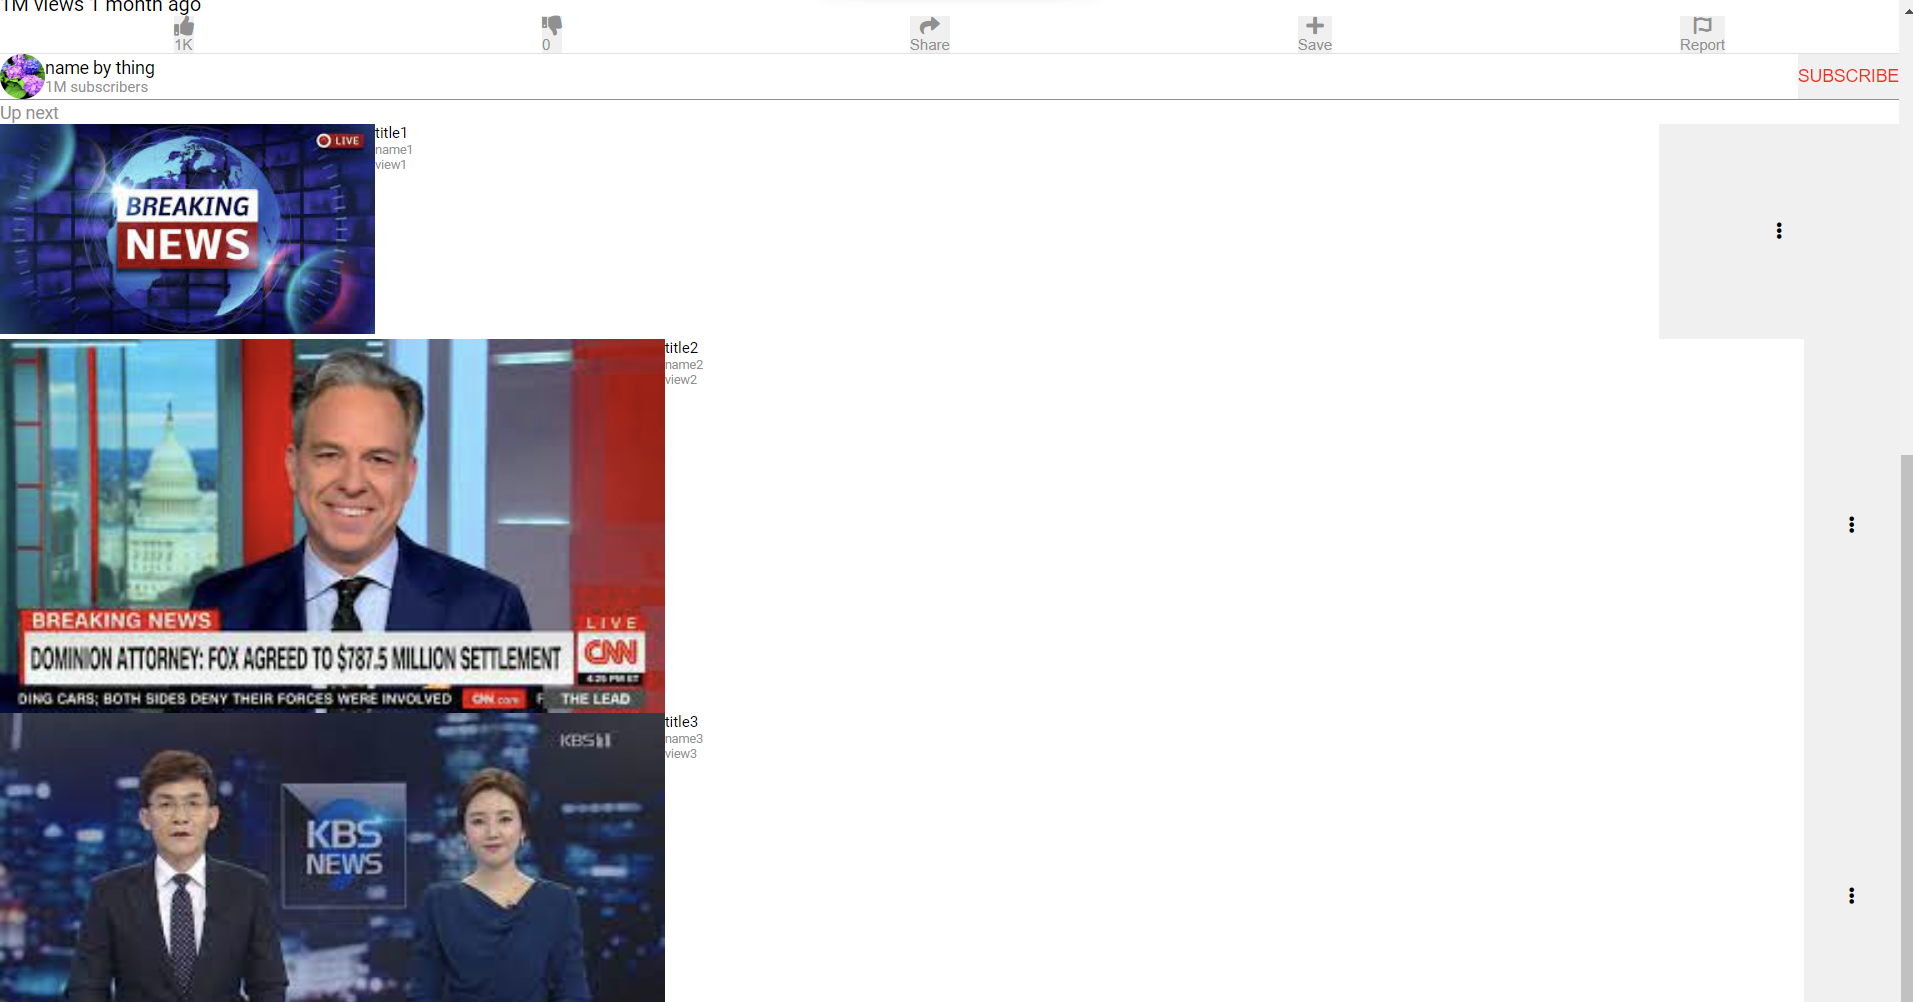 1M views 1 month ago
1K
0
Share
Save
Report
name by thing
1M subscribers
SUBSCRIBE
Up next
LIVE
BREAKING
NEWS
title1
name1
view1
title2
name2
view2
BREAKING NEWS
LIVE
DOMINION ATTORNEY: FOX AGREED TO $787.5 MILLION SETTLEMENT
CNN
4:25 PM ET
DING CARS; BOTH SIDES DENY THEIR FORCES WERE INVOLVED
CNN.com
F
THE LEAD
title3
name3
view3
KBS 1
KBS
NEWS